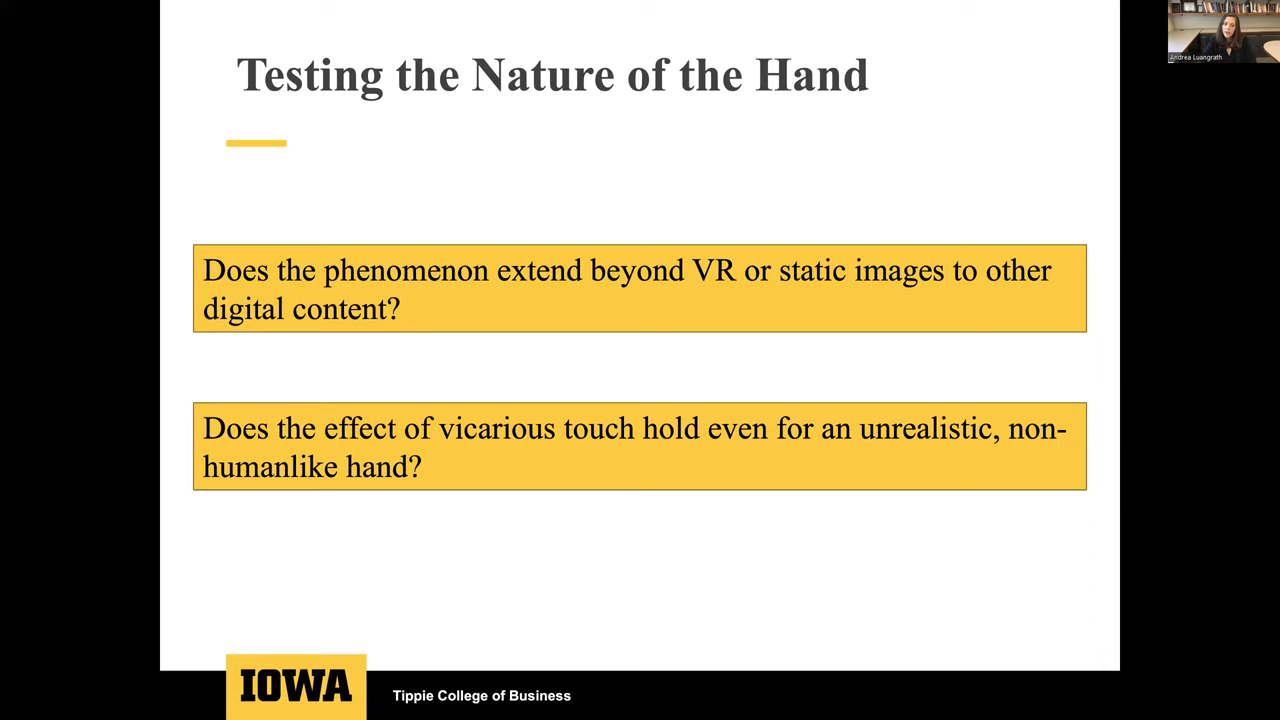 Testing the Nature of the Hand
Andrea Luangrath
Does the phenomenon extend beyond VR or static images to other
digital content?
Does the effect of vicarious touch hold even for an unrealistic, non-
humanlike hand?
IOWA
Tippie College of Business